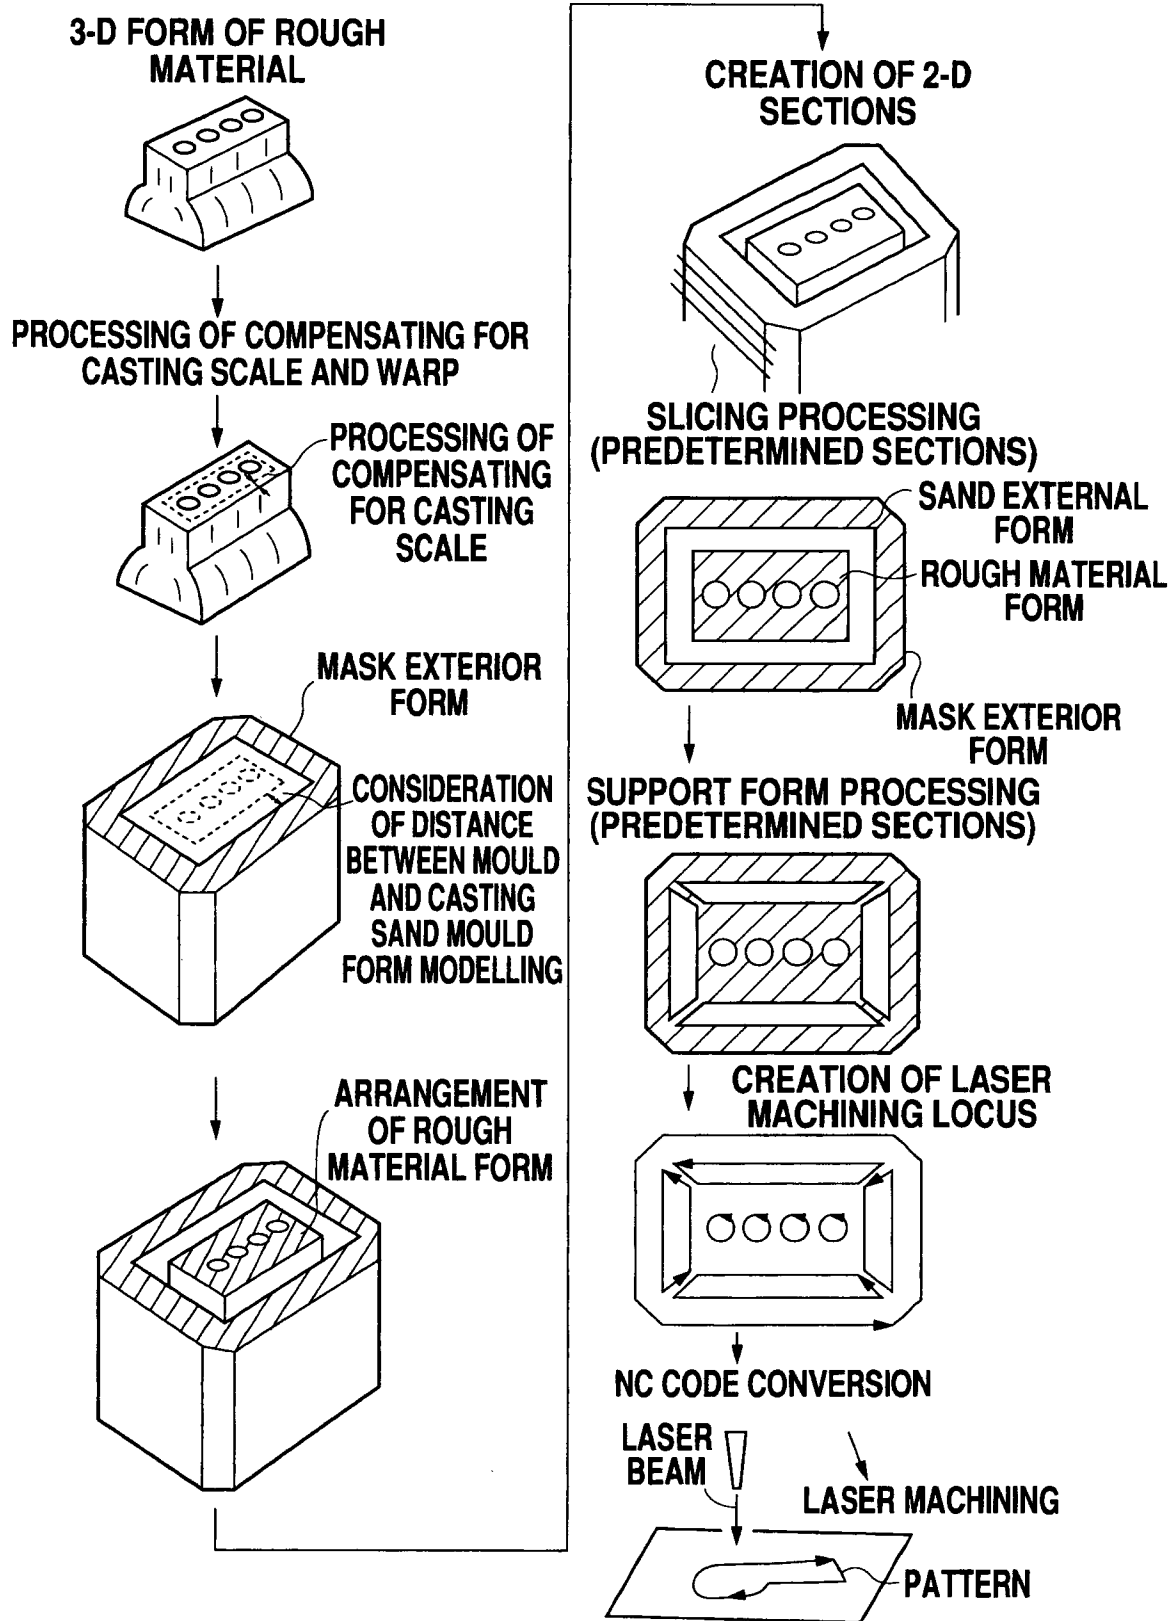 3-D FORM OF ROUGH
MATERIAL
PROCESSING OF COMPENSATING FOR
CASTING SCALE AND WARP
PROCESSING OF
COMPENSATING
FOR CASTING
SCALE
MASK EXTERIOR
FORM
CONSIDERATION
OF DISTANCE
BETWEEN MOULD
AND CASTING
SAND MOULD
FORM MODELLING
ARRANGEMENT
OF ROUGH
MATERIAL FORM
CREATION OF 2-D
SECTIONS
SLICING PROCESSING
(PREDETERMINED SECTIONS)
SAND EXTERNAL
FORM
ROUGH MATERIAL
FORM
MASK EXTERIOR
FORM
SUPPORT FORM PROCESSING
(PREDETERMINED SECTIONS)
CREATION OF LASER
MACHINING LOCUS
NC CODE CONVERSION
LASER
BEAM
LASER MACHINING
PATTERN